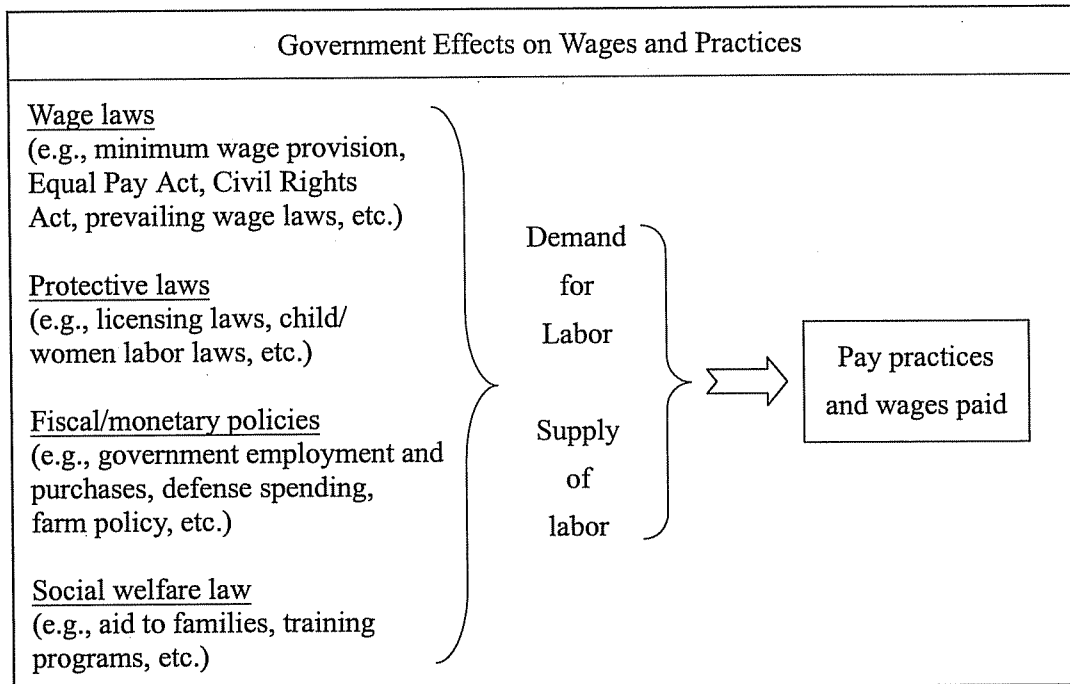 Government Effects on Wages and Practices
Wage laws
(e.g., minimum wage provision,
Equal Pay Act, Civil Rights
Act, prevailing wage laws, etc.)
Protective laws
(e.g., licensing laws, child/
women labor laws, etc.)
Fiscal/monetary policies
(e.g., government employment and
purchases, defense spending,
farm policy, etc.)
Social welfare law
(e.g., aid to families, training
programs, etc.)
Demand
for
Labor
Supply
of
labor
Pay practices
and wages paid